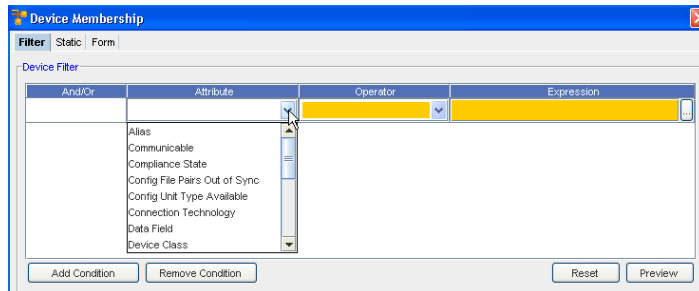 Device Membership
Filter Static Form
Device Filter
And/Or Attribute Operator Expression
...
Alias
Communicable
Compliance State
Config File Pairs Out of Sync
Config Unit Type Available
Connection Technology
Data Field
Device Class
Add Condition Remove Condition Reset Preview